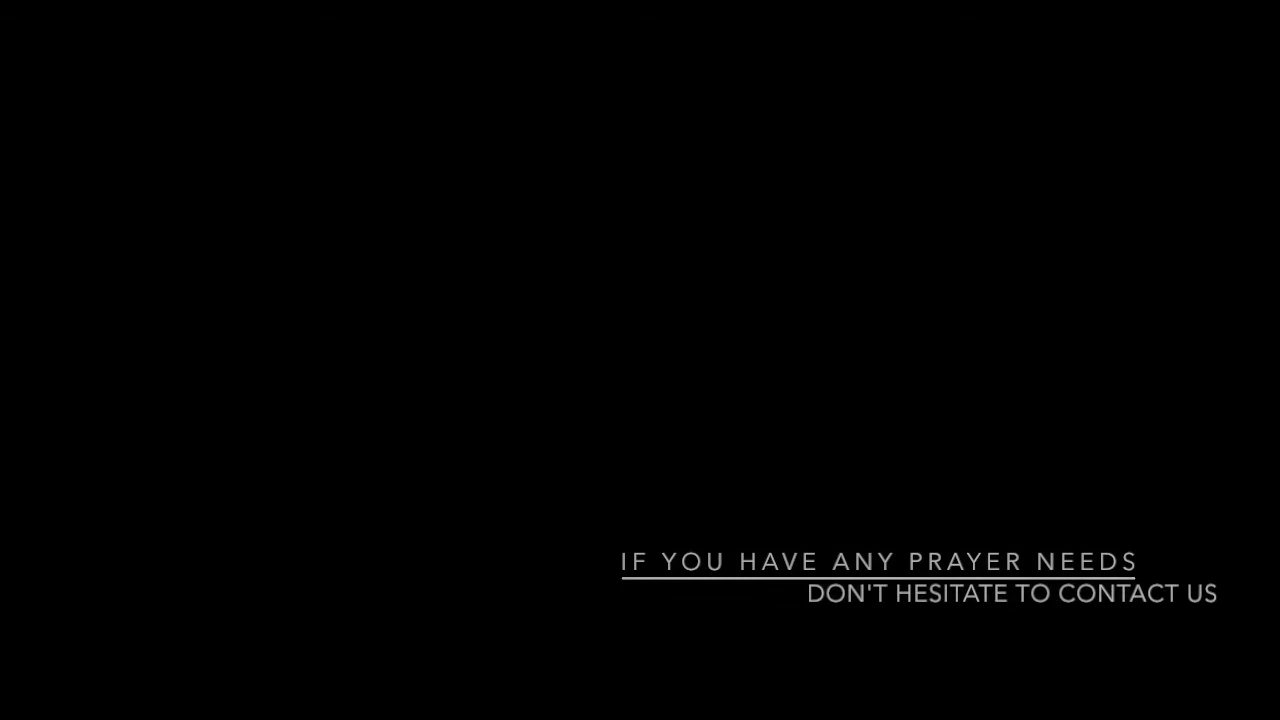 IF YOU HAVE ANY PRAYER NEEDS
DON'T HESITATE TO CONTACT US